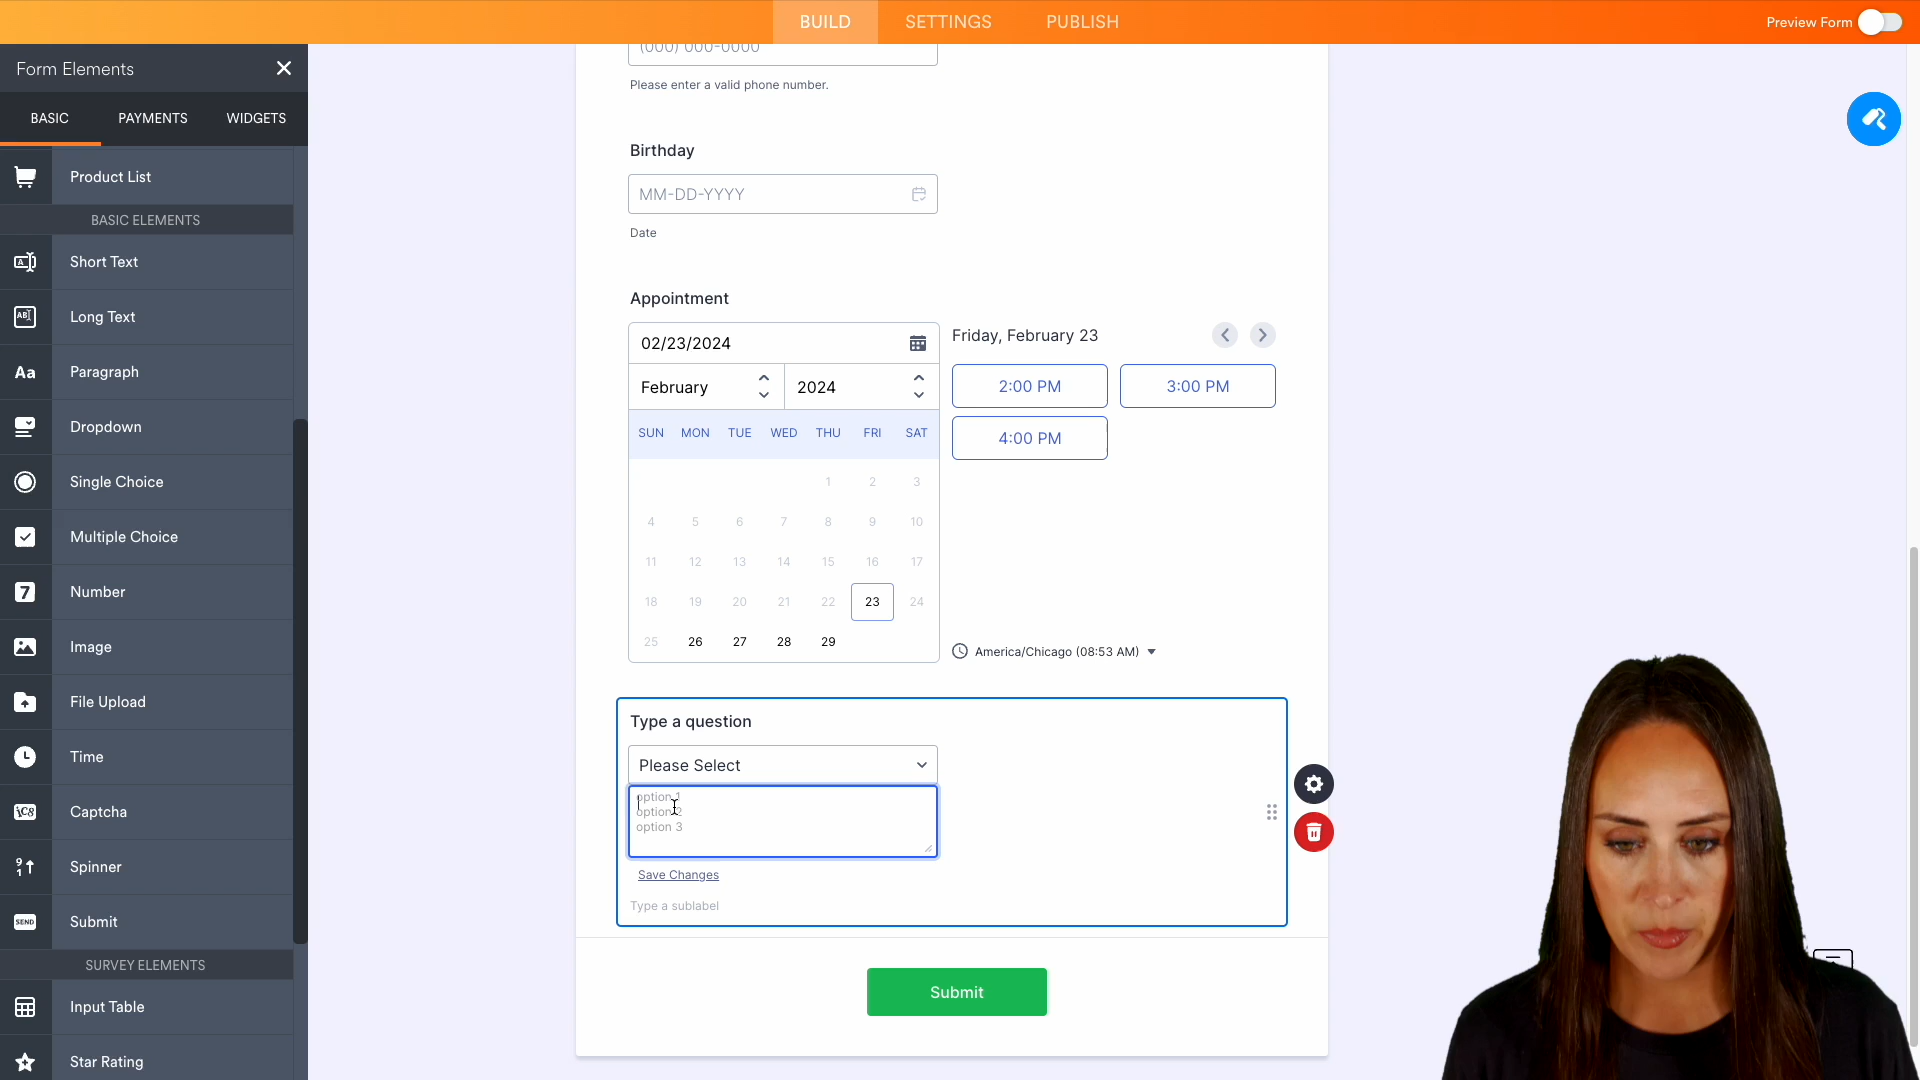 BUILD SETTINGS PUBLISH
Preview Form
Form Elements
BASIC PAYMENTS WIDGETS
Product List
BASIC ELEMENTS
Short Text
Long Text
Aa Paragraph
Dropdown
Single Choice
Multiple Choice
7 Number
Image
File Upload
Time
Captcha
Spinner
SEND Submit
SURVEY ELEMENTS
Input Table
Star Rating
(000) 000-0000
Please enter a valid phone number.
Birthday
MM-DD-YYYY
Date
Appointment
02/23/2024
February 2024
SUN MON TUE WED THU FRI SAT
1 2 3
4 5 6 7 8 9 10
11 12 13 14 15 16 17
18 19 20 21 22 23 24
25 26 27 28 29
Friday, February 23
2:00 PM 3:00 PM
4:00 PM
America/Chicago (08:53 AM)
Type a question
Please Select
option 1
option 2
option 3
Save Changes
Type a sublabel
Submit